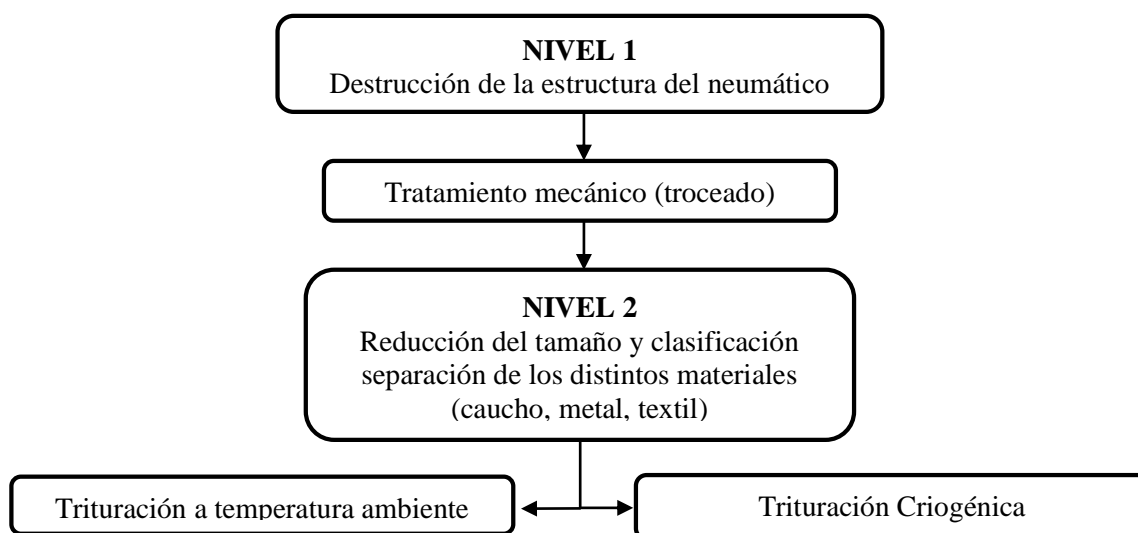 NIVEL 1
Destrucción de la estructura del neumático
Tratamiento mecánico (troceado)
NIVEL 2
Reducción del tamaño y clasificación
separación de los distintos materiales
(caucho, metal, textil)
Trituración a temperatura ambiente
Trituración Criogénica